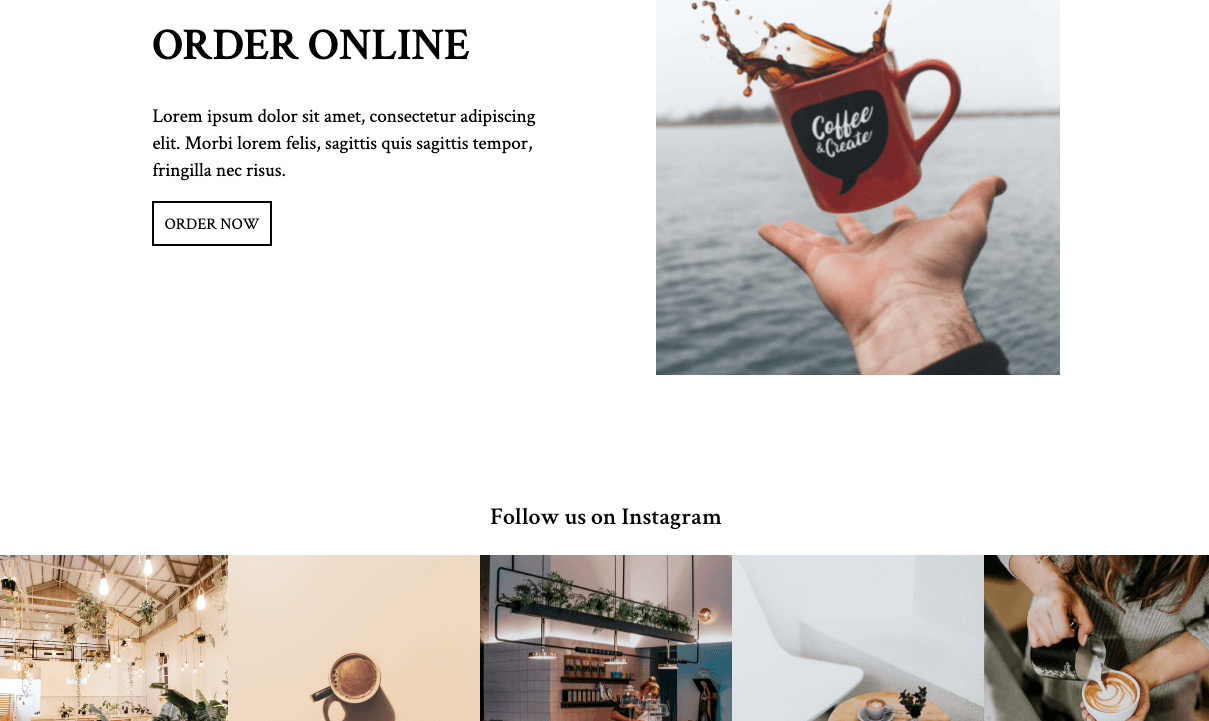 ORDER ONLINE
Lorem ipsum dolor sit amet, consectetur adipiscing
elit. Morbi lorem felis, sagittis quis sagittis tempor,
fringilla nec risus.
ORDER NOW
Coffee
&Create
Follow us on Instagram